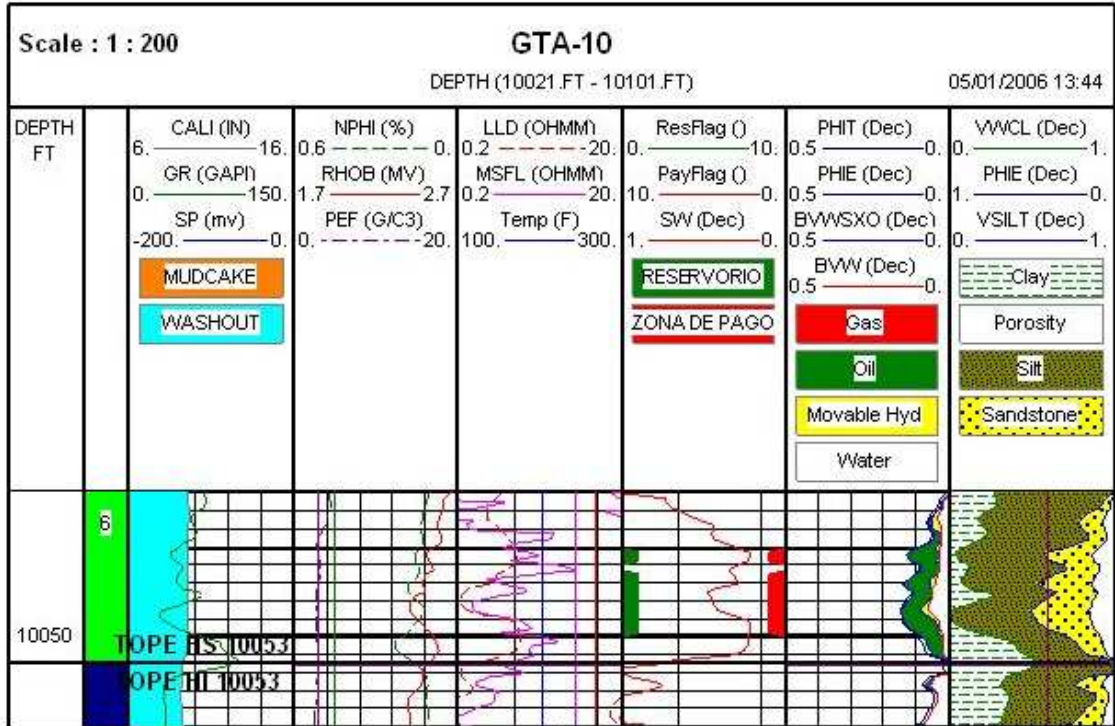 Scale : 1 : 200
GTA-10
DEPTH (10021.FT - 10101.FT)
05/01/2006 13:44
DEPTH
FT
CALI (IN)
6. 16.
GR (GAPI)
0. 150.
SP (mv)
-200. 0.
MUDCAKE
WASHOUT
NPHI (%)
0.6 0.
RHOB (MV)
1.7 2.7
PEF (G/C3)
0. 20.
LLD (OHMM)
0.2 20.
MSFL (OHMM)
0.2 20.
Temp (F)
100. 300.
ResFlag ()
0. 10.
PayFlag ()
10. 0.
SW (Dec)
1. 0.
RESERVORIO
ZONA DE PAGO
PHIT (Dec)
0.5 0.
PHIE (Dec)
0.5 0.
BVWSXO (Dec)
0.5 0.
BVW (Dec)
0.5 0.
Gas
Oil
Movable Hyd
Water
VWCL (Dec)
0. 1.
PHIE (Dec)
1. 0.
VSILT (Dec)
0. 1.
Clay
Porosity
Silt
Sandstone
6
10050
TOPE HS 10053
TOPE HI 10053